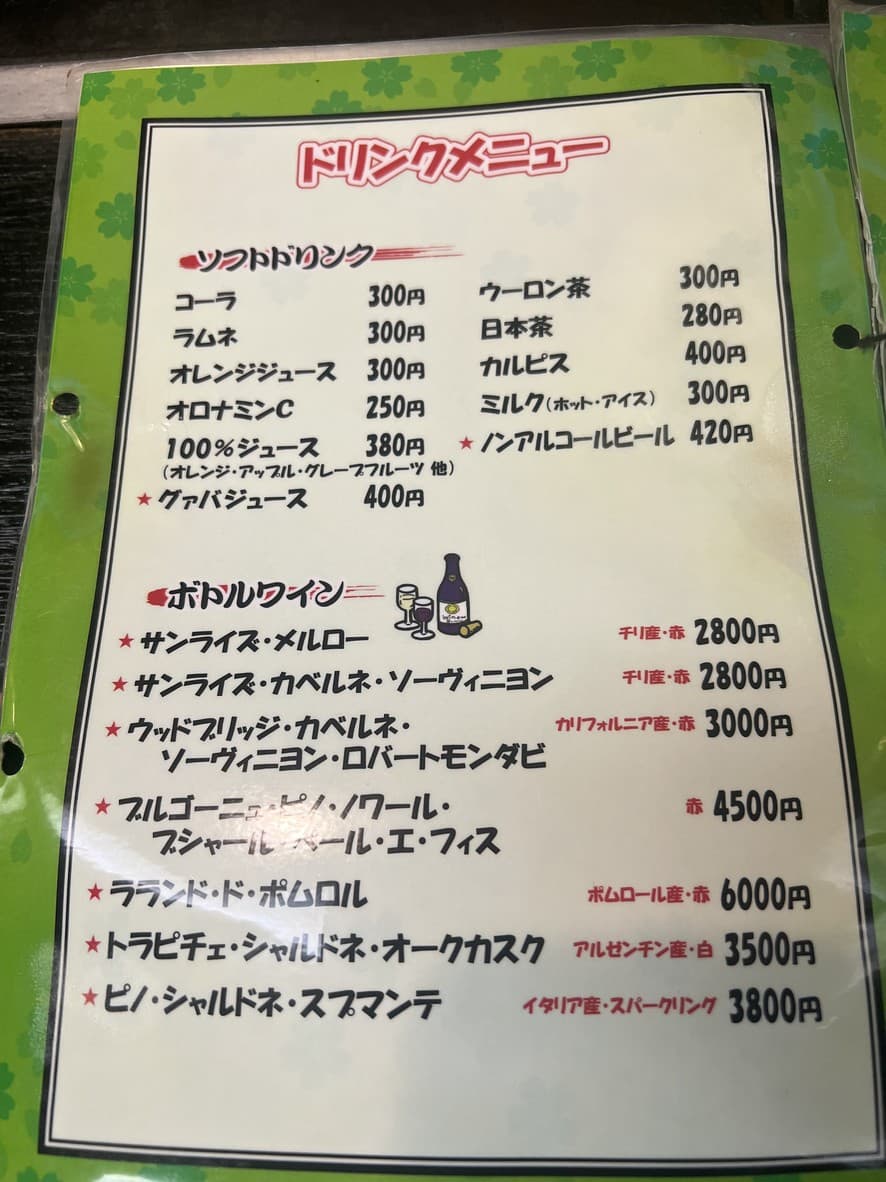 ドリンクメニュー
ソフトドリンク
コーラ 300円
ラムネ 300円
オレンジジュース 300円
オロナミンC 250円
100%ジュース 380円
(オレンジ・アップル・グレープフルーツ 他)
★グァバジュース 400円
ウーロン茶 300円
日本茶 280円
カルピス 400円
ミルク(ホット・アイス) 300円
★ノンアルコールビール 420円
ボトルワイン
★サンライズ・メルロー チリ産・赤 2800円
★サンライズ・カベルネ・ソーヴィニヨン チリ産・赤 2800円
★ウッドブリッジ・カベルネ・ カリフォルニア産・赤 3000円
ソーヴィニヨン・ロバートモンダビ
★ブルゴーニュ・ピノ・ノワール・ 赤 4500円
ブシャール・ペール・エ・フィス
★ラランド・ド・ポムロル ポムロール産・赤 6000円
★トラピチェ・シャルドネ・オークカスク アルゼンチン産・白 3500円
★ピノ・シャルドネ・スプマンテ イタリア産・スパークリング 3800円